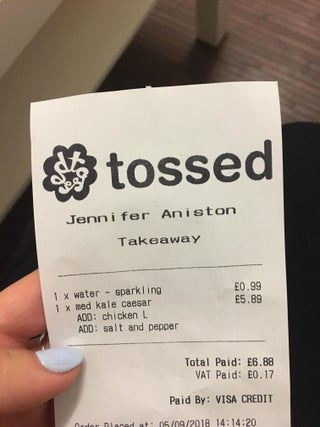 tossed
Jennifer Aniston
Takeaway
1 x water - sparkling £0.99
1 x med kale caesar £5.89
ADD: chicken L
ADD: salt and pepper
Total Paid: £6.88
VAT Paid: £0.17
Paid By: VISA CREDIT
Order Placed at: 05/09/2018 14:14:20